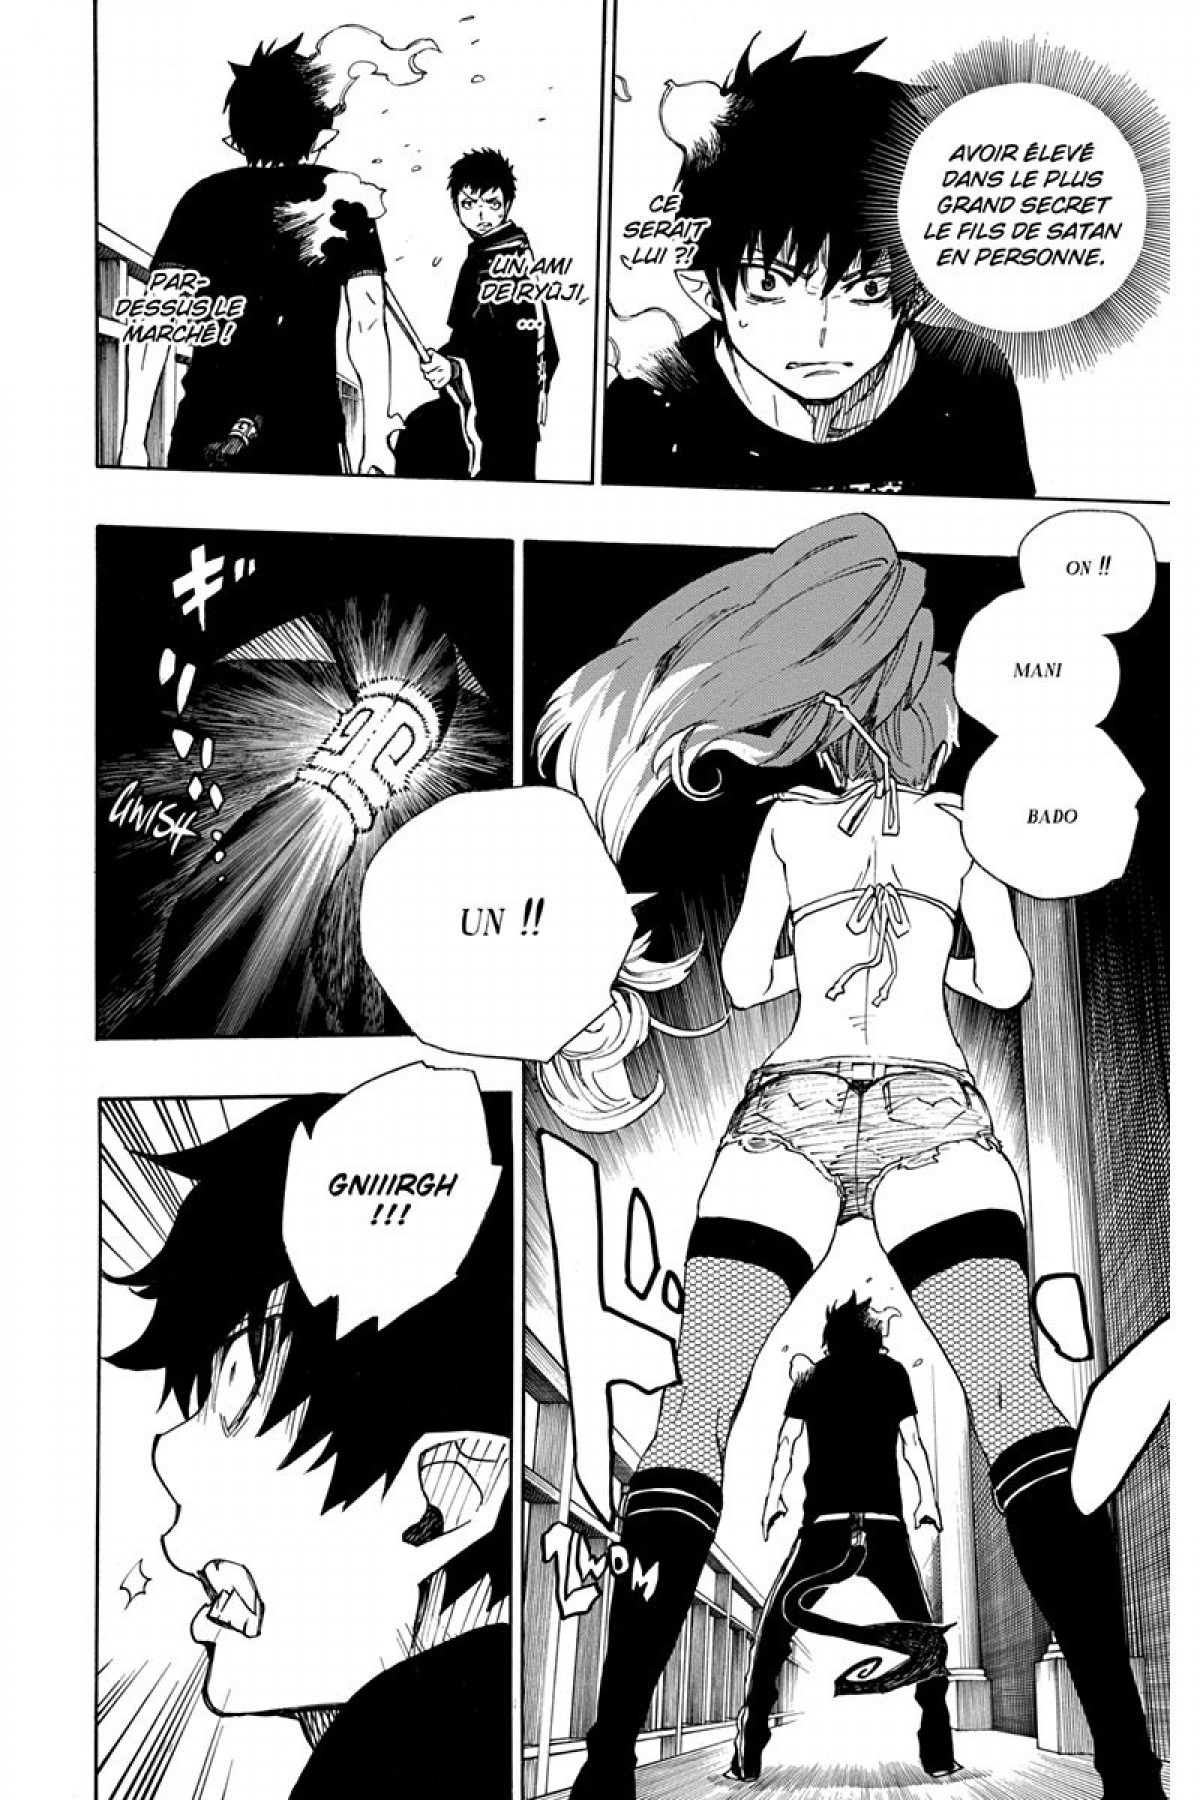 AVOIR ÉLEVÉ
DANS LE PLUS
GRAND SECRET
LE FILS DE SATAN
EN PERSONNE.
CE
SERAIT
LUI ?!
UN AMI
DE RYÛJI,
...
PAR-
DESSUS LE
MARCHÉ !
ON !!
MANI
BADO
UN !!
ギ
GWISH
ZWOM
GNIIIRGH
!!!